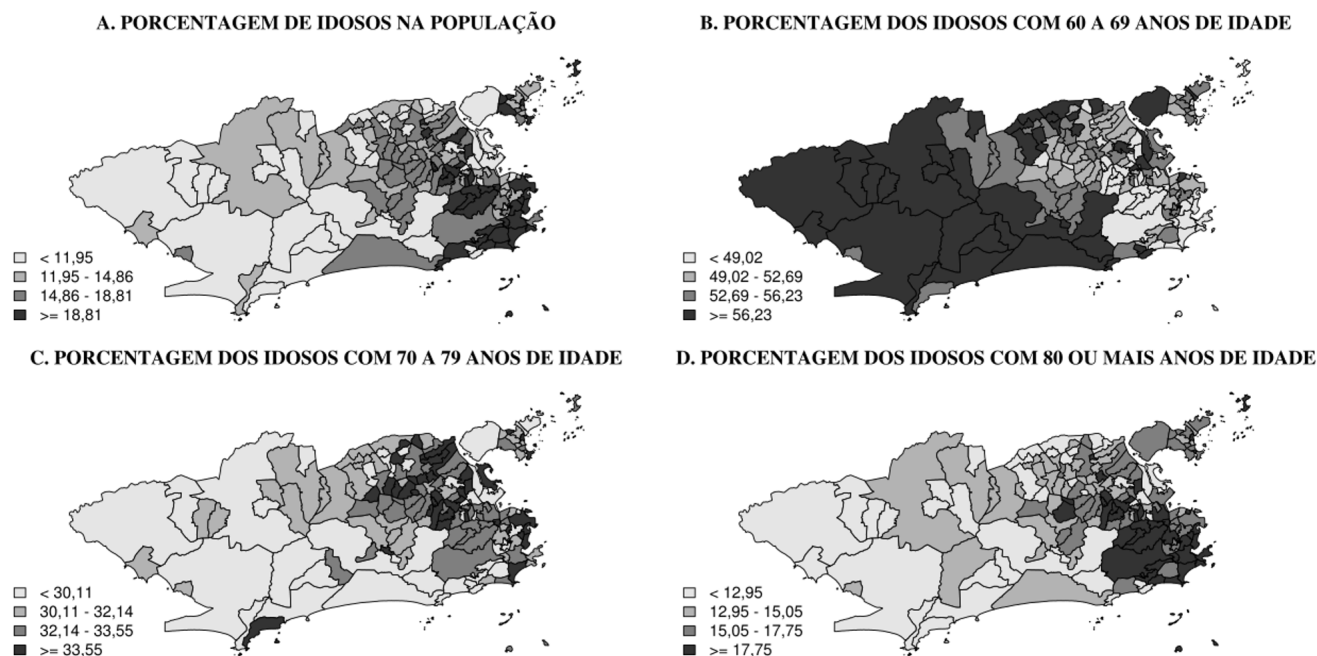 A. PORCENTAGEM DE IDOSOS NA POPULAÇÃO
< 11,95
11,95 - 14,86
14,86 - 18,81
>= 18,81
B. PORCENTAGEM DOS IDOSOS COM 60 A 69 ANOS DE IDADE
< 49,02
49,02 - 52,69
52,69 - 56,23
>= 56,23
C. PORCENTAGEM DOS IDOSOS COM 70 A 79 ANOS DE IDADE
< 30,11
30,11 - 32,14
32,14 - 33,55
>= 33,55
D. PORCENTAGEM DOS IDOSOS COM 80 OU MAIS ANOS DE IDADE
< 12,95
12,95 - 15,05
15,05 - 17,75
>= 17,75